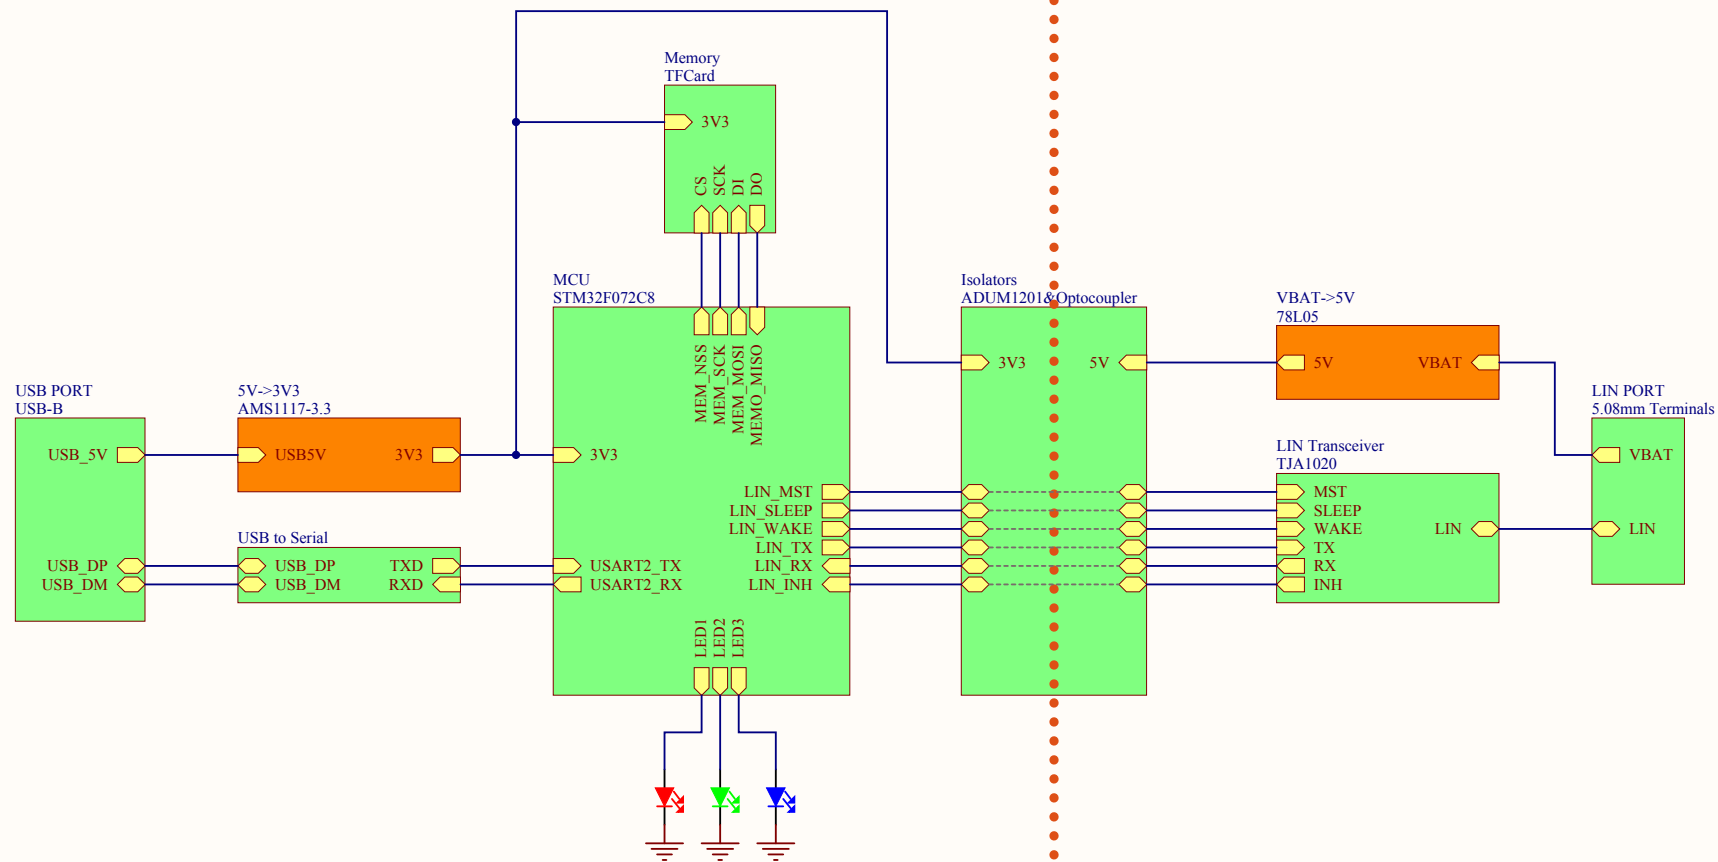 Memory
TFCard
3V3
CS
SCK
DI
DO
MCU
STM32F072C8
MEM_NSS
MEM_SCK
MEM_MOSI
MEMO_MISO
3V3
LIN_MST
LIN_SLEEP
LIN_WAKE
LIN_TX
LIN_RX
LIN_INH
USART2_TX
USART2_RX
LED1
LED2
LED3
USB PORT
USB-B
USB_5V
USB_DP
USB_DM
5V->3V3
AMS1117-3.3
USB5V 3V3
USB to Serial
USB_DP TXD
USB_DM RXD
Isolators
ADUM1201&Optocoupler
3V3 5V
VBAT->5V
78L05
5V VBAT
LIN Transceiver
TJA1020
MST
SLEEP
WAKE LIN
TX
RX
INH
LIN PORT
5.08mm Terminals
VBAT
LIN